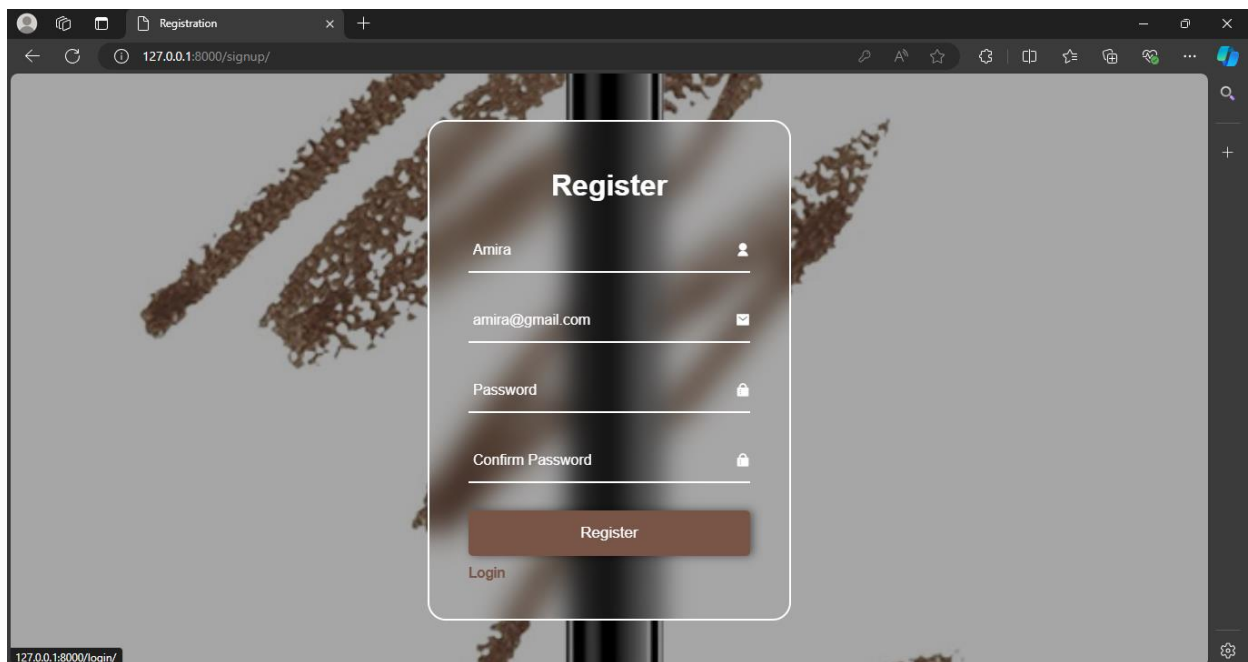 Registration
127.0.0.1:8000/signup/
Register
Amira
amira@gmail.com
Password
Confirm Password
Register
Login
127.0.0.1:8000/login/